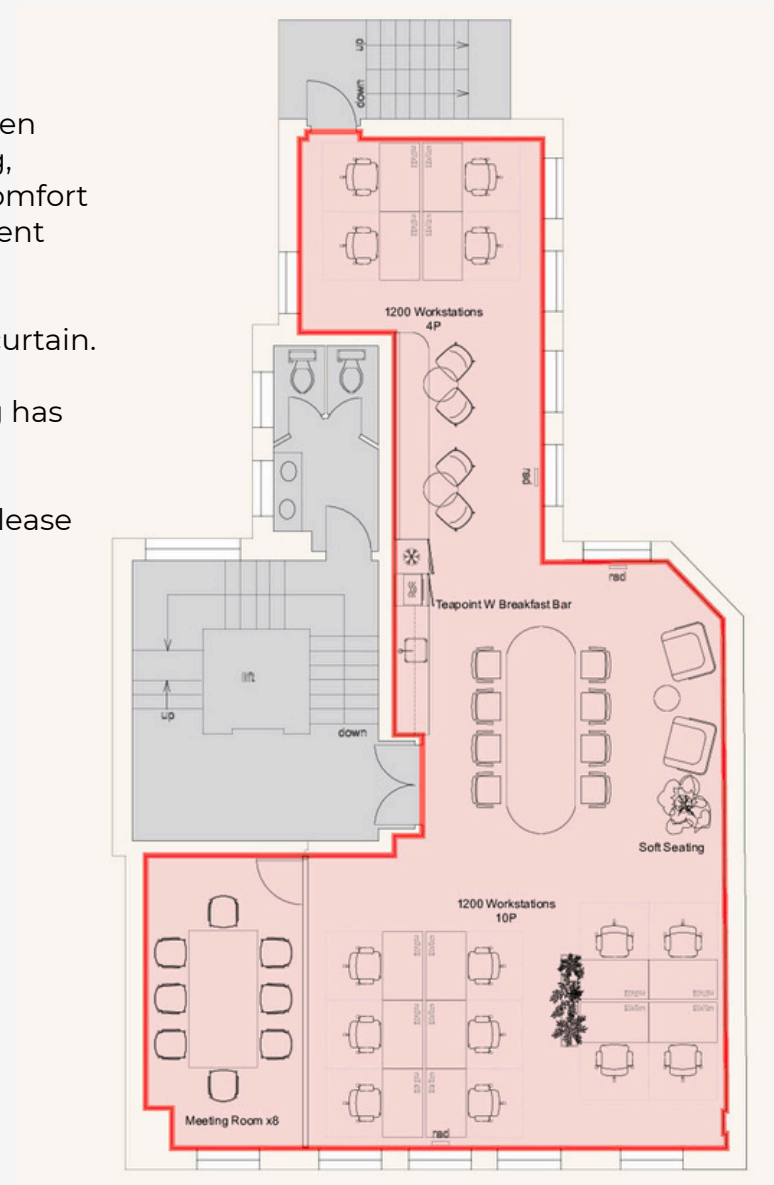 en
g,
omfort
ent
curtain.
g has
lease
up
down
1200 Workstations
4P
rad
rad
Teapoint W Breakfast Bar
lift
up
down
Soft Seating
1200 Workstations
10P
Meeting Room x8
rad